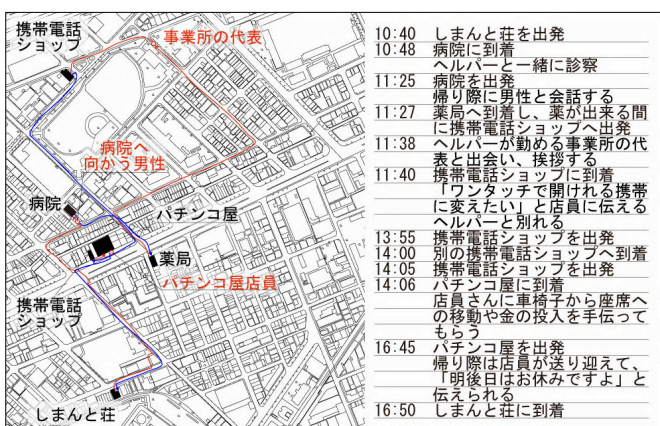 携帯電話
ショップ
事業所の代表
病院へ
向かう男性
病院
パチンコ屋
薬局
パチンコ屋店員
携帯電話
ショップ
しまんと荘
10:40 しまんと荘を出発
10:48 病院に到着
ヘルパーと一緒に診察
11:25 病院を出発
帰り際に男性と会話する
11:27 薬局へ到着し、薬が出来る間
に携帯電話ショップへ出発
11:38 ヘルパーが勤める事業所の代
表と出会い、挨拶する
11:40 携帯電話ショップに到着
「ワンタッチで開けれる携帯
に変えたい」と店員に伝える
ヘルパーと別れる
13:55 携帯電話ショップを出発
14:00 別の携帯電話ショップへ到着
14:05 携帯電話ショップを出発
14:06 パチンコ屋に到着
店員さんに車椅子から座席へ
の移動や金の投入を手伝って
もらう
16:45 パチンコ屋を出発
帰り際は店員が送り迎えて、
「明後日はお休みですよ」と
伝えられる
16:50 しまんと荘に到着